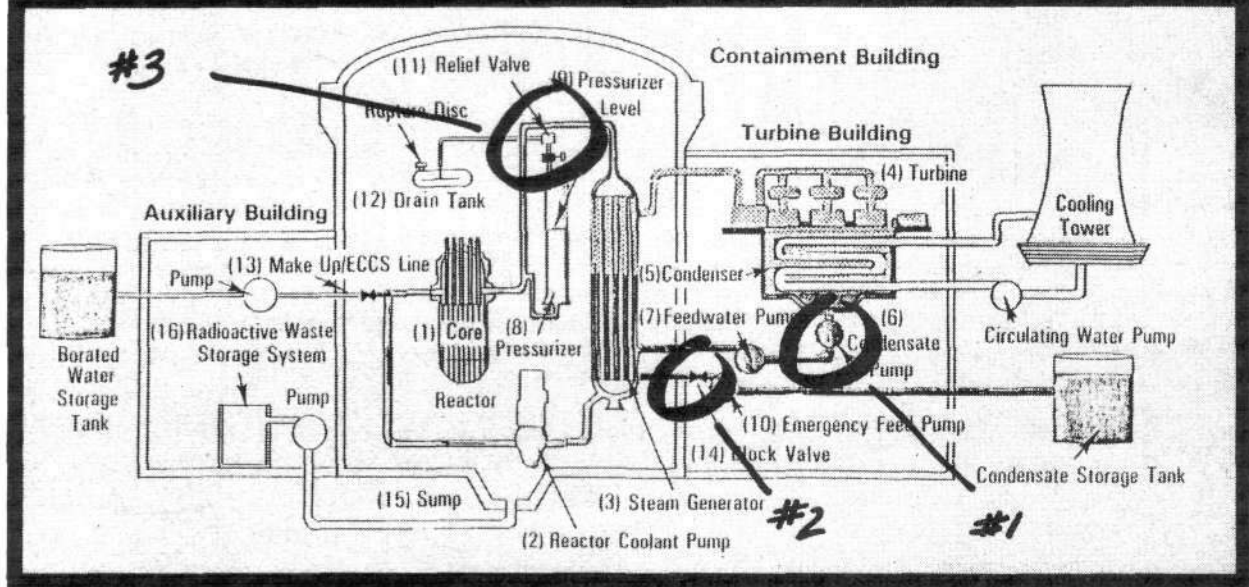 #3
(11) Relief Valve
(9) Pressurizer
Level
Containment Building
Rupture Disc
Turbine Building
(4) Turbine
(12) Drain Tank
Auxiliary Building
Cooling
Tower
(13) Make Up/ECCS Line
Pump
(5) Condenser
(7) Feedwater Pump
(6)
Condensate
Pump
Circulating Water Pump
(16) Radioactive Waste
Storage System
(1) Core
(8)
Pressurizer
Borated
Water
Storage
Tank
Reactor
Pump
(10) Emergency Feed Pump
(14) Block Valve
Condensate Storage Tank
(15) Sump
(3) Steam Generator
#2
#1
(2) Reactor Coolant Pump